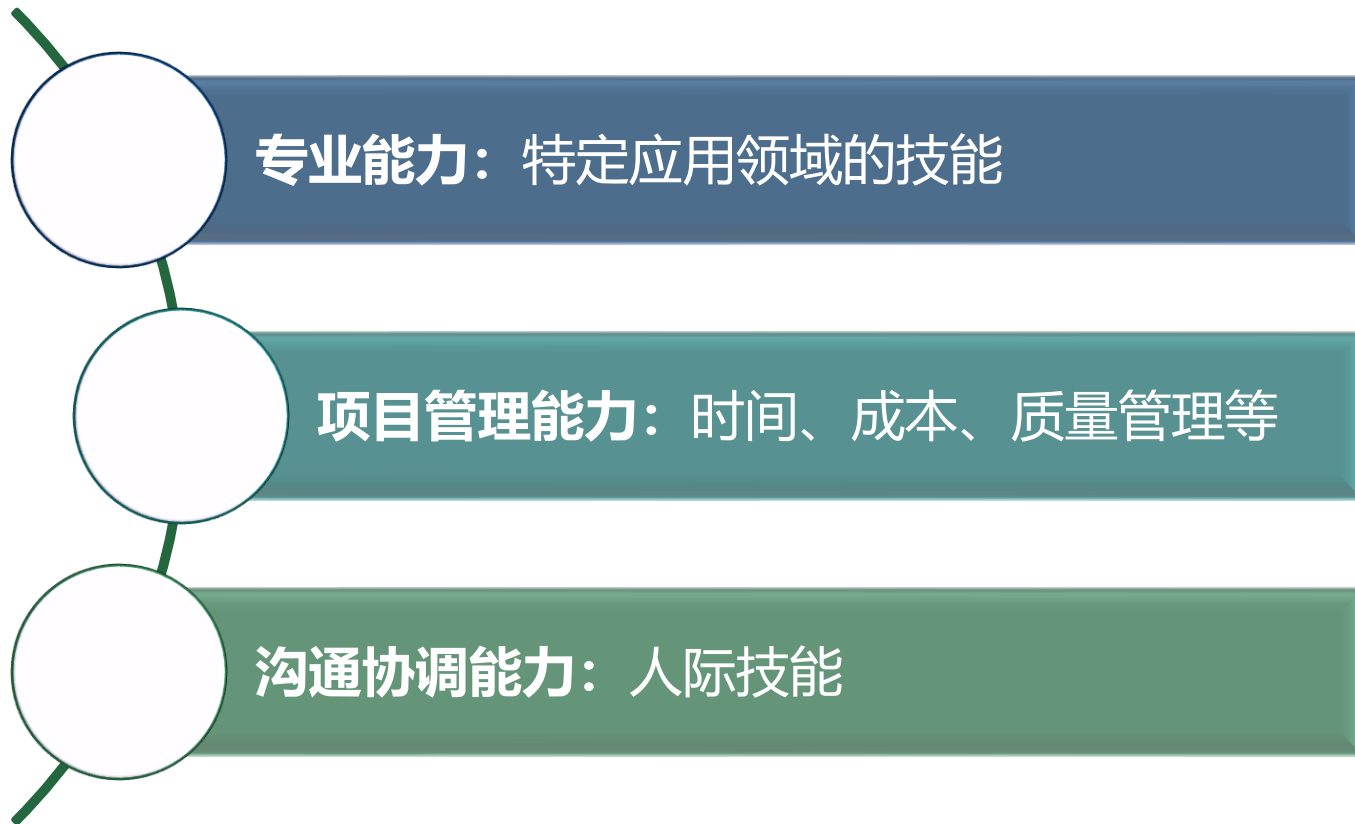 专业能力：特定应用领域的技能
项目管理能力：时间、成本、质量管理等
沟通协调能力：人际技能